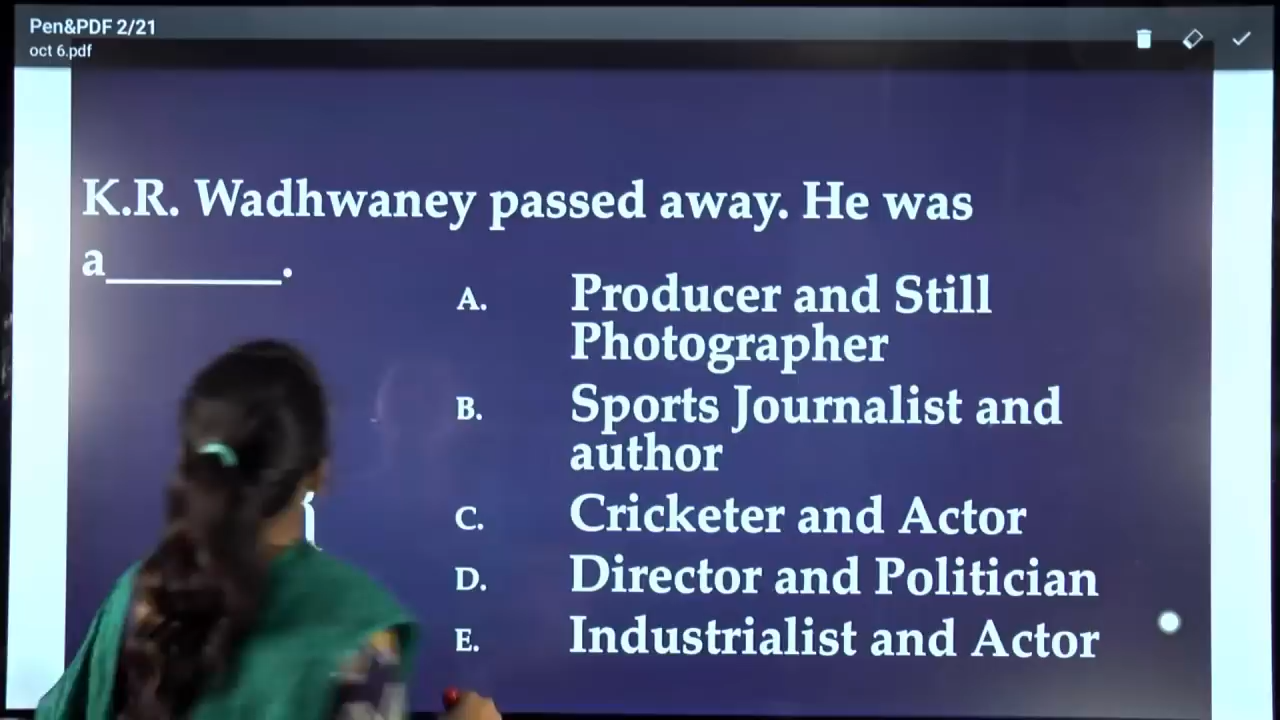 Pen&PDF 2/21
oct 6.pdf
K.R. Wadhwaney passed away. He was
a________.
A. Producer and Still
Photographer
B. Sports Journalist and
author
C. Cricketer and Actor
D. Director and Politician
E. Industrialist and Actor